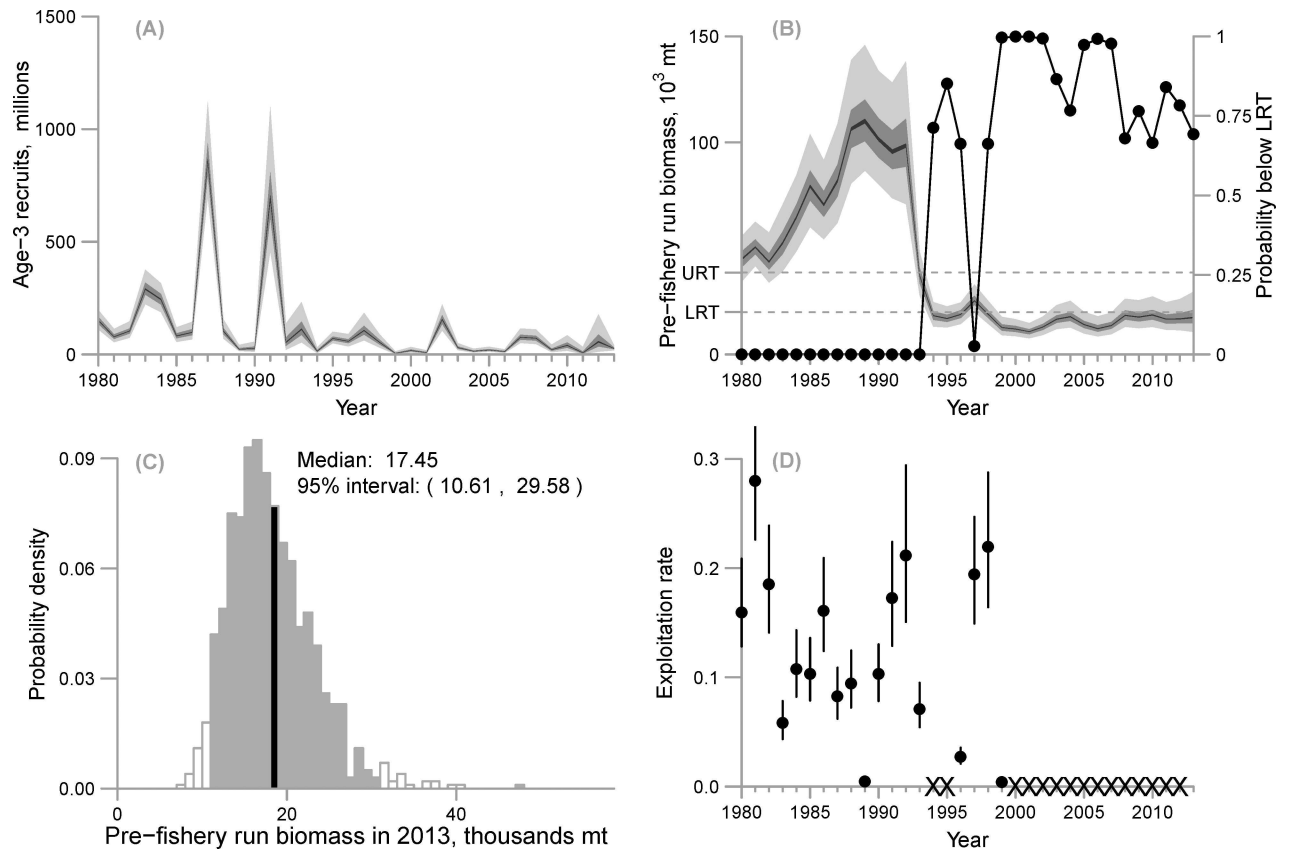 (A)
Age−3 recruits, millions
1500
1000
500
0
1980 1985 1990 1995 2000 2005 2010
Year
(B)
Pre−fishery run biomass, 10³ mt
150
100
URT
LRT
0
1
0.75
0.5
0.25
0
Probability below LRT
1980 1985 1990 1995 2000 2005 2010
Year
(C)
Median: 17.45
95% interval: ( 10.61 , 29.58 )
Probability density
0.09
0.06
0.03
0.00
0 20 40
Pre−fishery run biomass in 2013, thousands mt
(D)
Exploitation rate
0.3
0.2
0.1
0.0
1980 1985 1990 1995 2000 2005 2010
Year